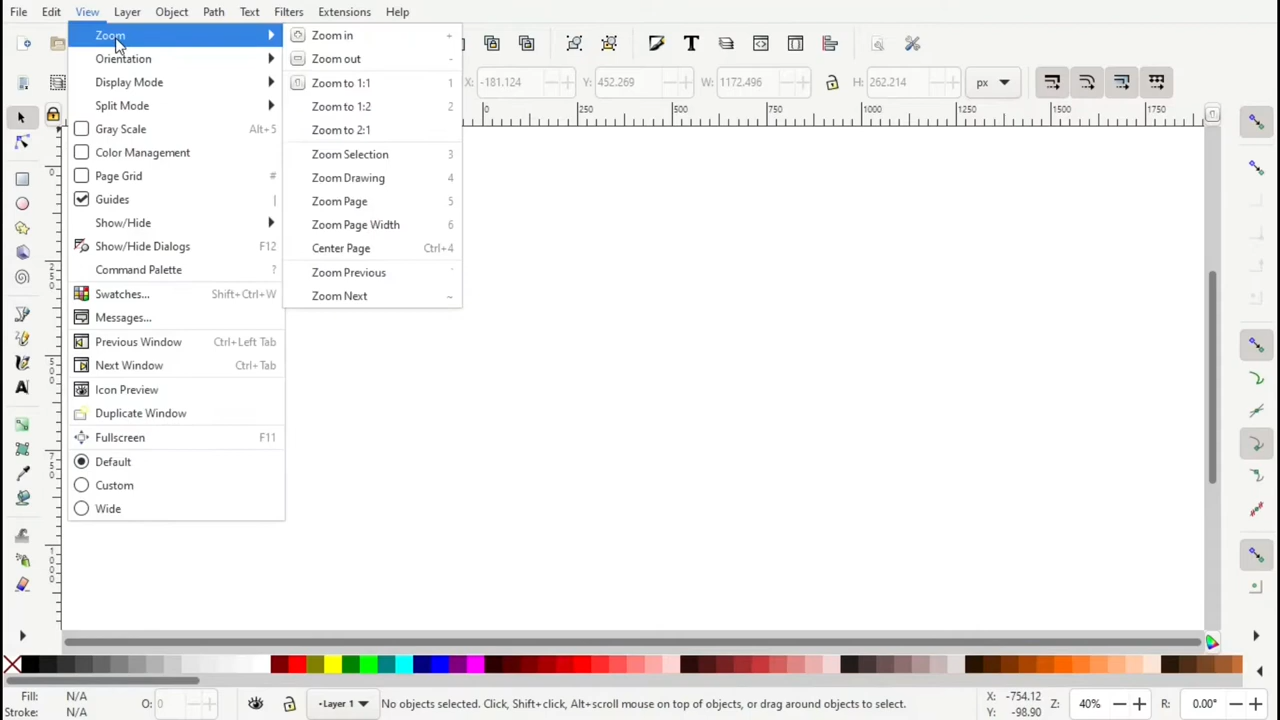 File Edit View Layer Object Path Text Filters Extensions Help
Zoom
Orientation
Display Mode
Split Mode
Gray Scale Alt+5
Color Management
Page Grid #
Guides |
Show/Hide
Show/Hide Dialogs F12
Command Palette ?
Swatches... Shift+Ctrl+W
Messages...
Previous Window Ctrl+Left Tab
Next Window Ctrl+Tab
Icon Preview
Duplicate Window
Fullscreen F11
Default
Custom
Wide
Zoom in +
Zoom out -
Zoom to 1:1 1
Zoom to 1:2 2
Zoom to 2:1
Zoom Selection 3
Zoom Drawing 4
Zoom Page 5
Zoom Page Width 6
Center Page Ctrl+4
Zoom Previous `
Zoom Next ~
X: -181.124 Y: 452.269 W: 1172.496 H: 262.214 px
0 250 500 750 1000 1250 1500 1750
0
250
500
750
1000
Fill: N/A
Stroke: N/A
O: 0
•Layer 1
No objects selected. Click, Shift+click, Alt+scroll mouse on top of objects, or drag around objects to select.
X: -754.12
Y: -98.90
Z: 40%
R: 0.00°